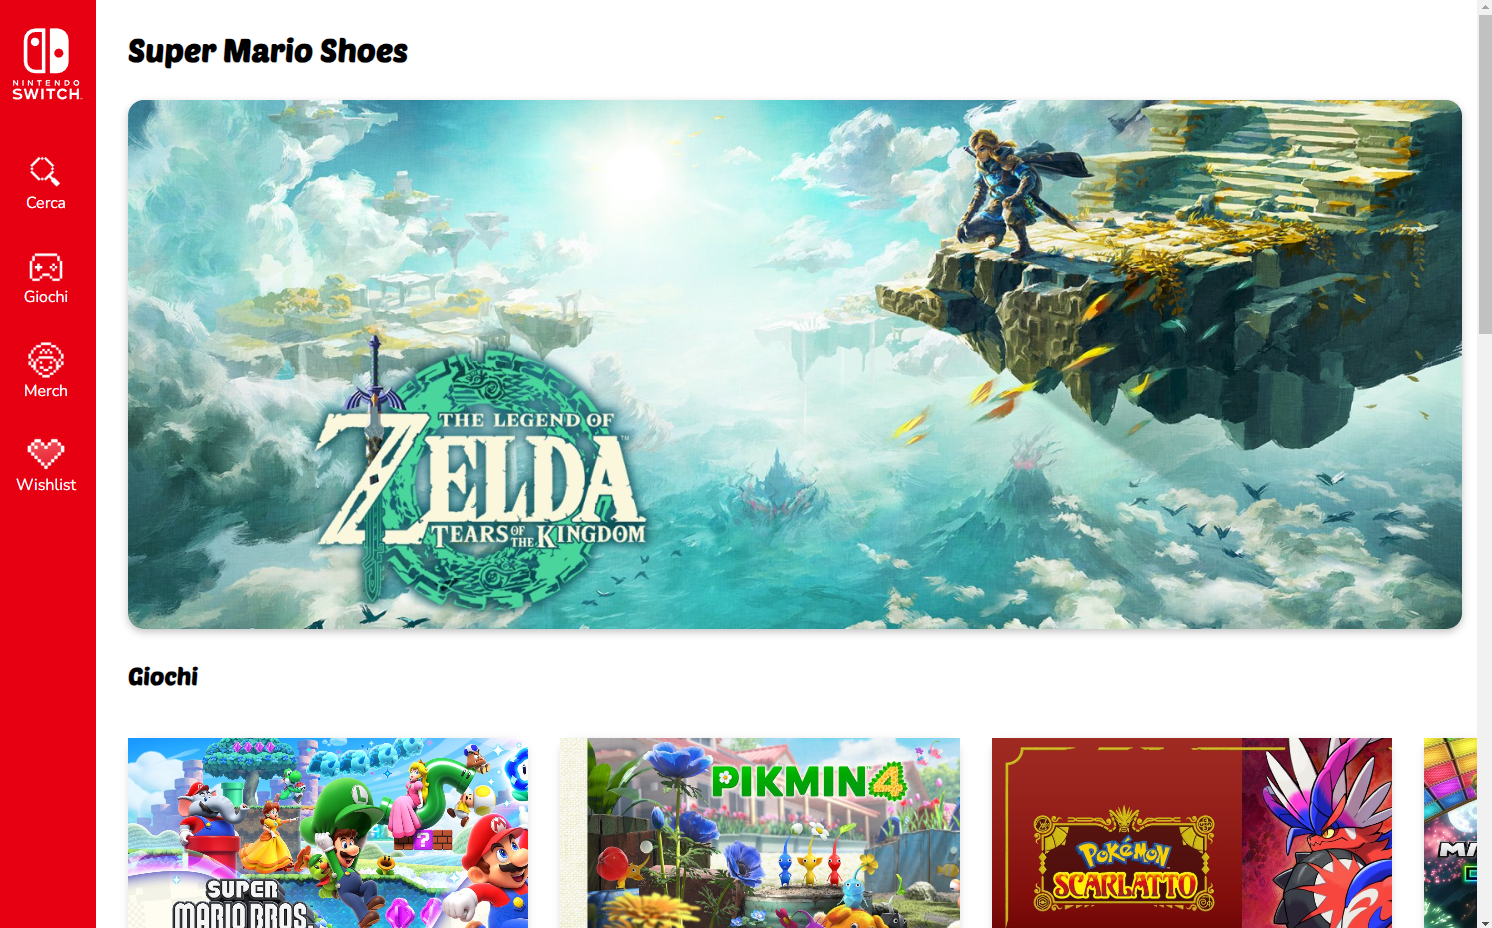 Super Mario Shoes
NINTENDO
SWITCH
Cerca
Giochi
Merch
Wishlist
THE LEGEND OF
ZELDA
TEARS OF THE KINGDOM
Giochi
SUPER
MARIO BROS.
PIKMIN 4
POKÉMON
SCARLATTO